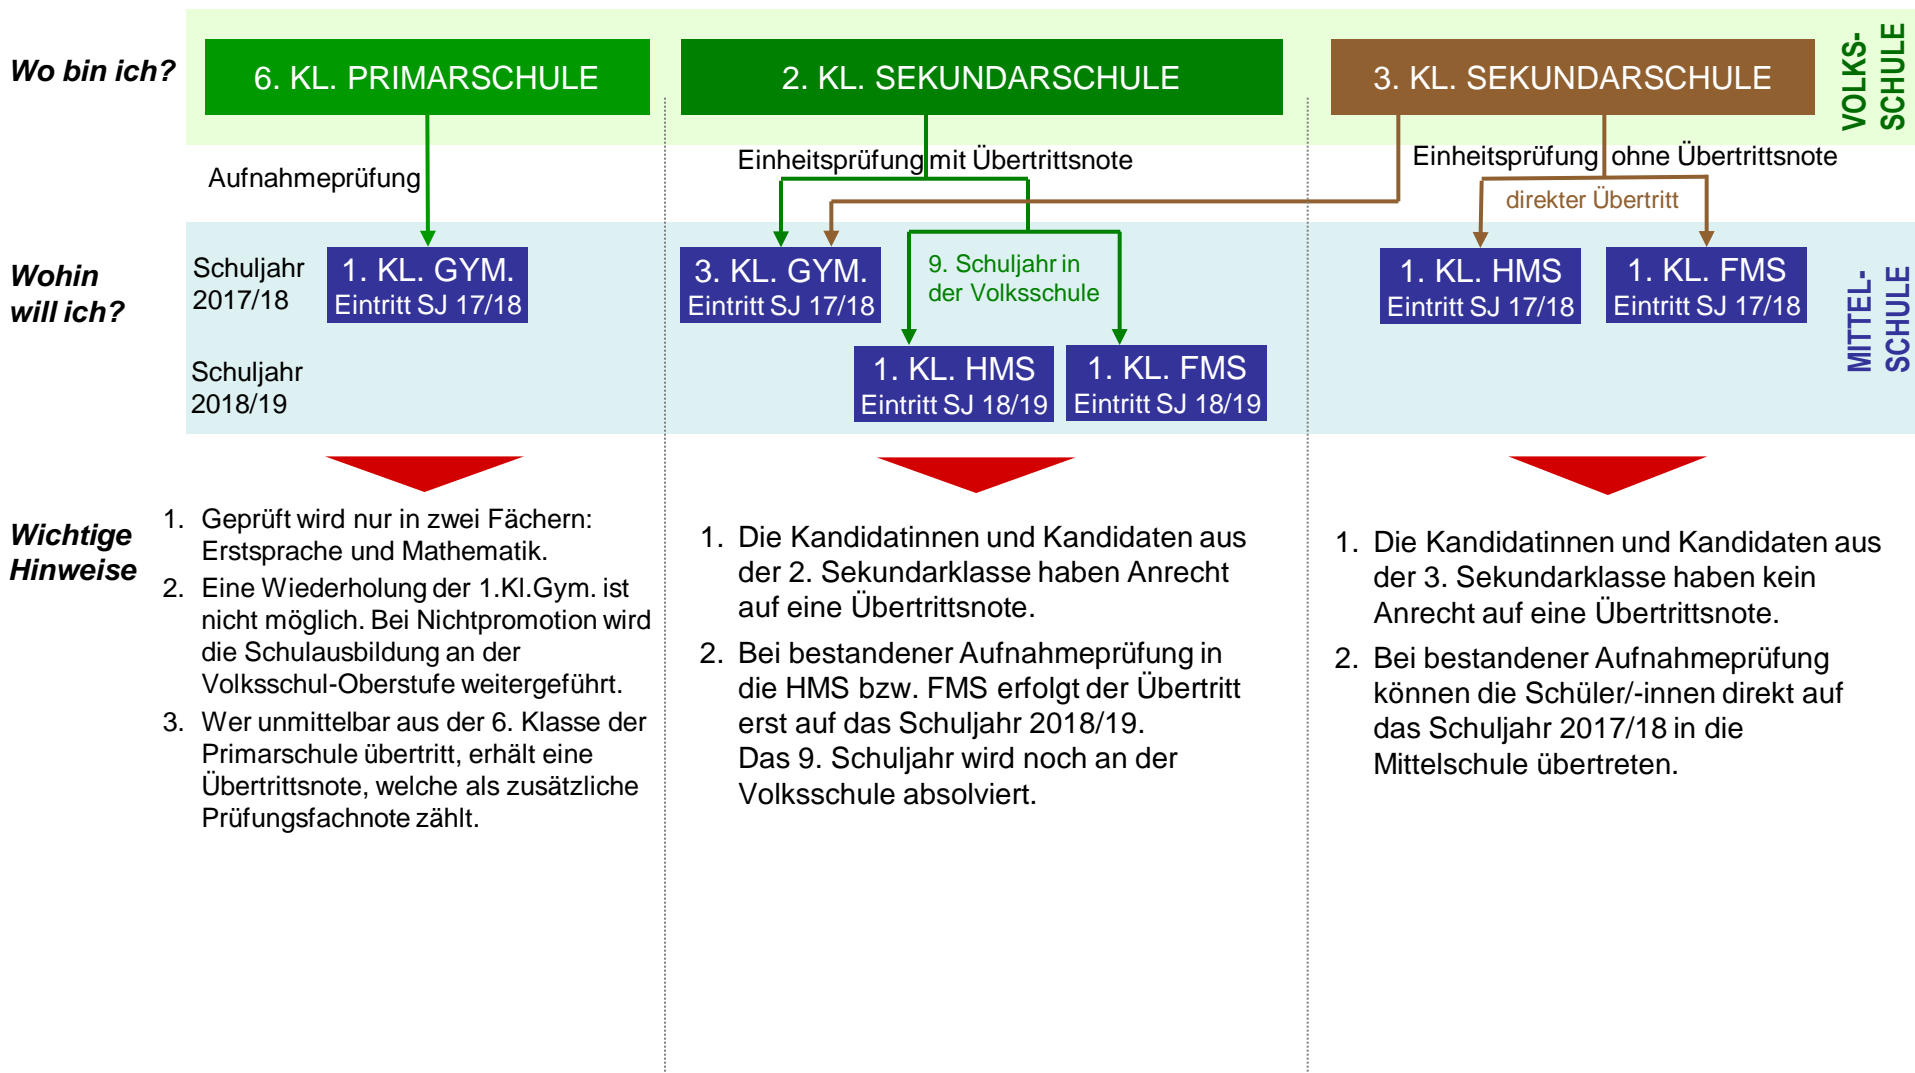 Wo bin ich?
6. KL. PRIMARSCHULE
2. KL. SEKUNDARSCHULE
3. KL. SEKUNDARSCHULE
VOLKS-
SCHULE
Aufnahmeprüfung
Einheitsprüfung mit Übertrittsnote
Einheitsprüfung ohne Übertrittsnote
direkter Übertritt
Wohin
will ich?
Schuljahr
2017/18
1. KL. GYM.
Eintritt SJ 17/18
3. KL. GYM.
Eintritt SJ 17/18
9. Schuljahr in
der Volksschule
1. KL. HMS
Eintritt SJ 17/18
1. KL. FMS
Eintritt SJ 17/18
MITTEL-
SCHULE
Schuljahr
2018/19
1. KL. HMS
Eintritt SJ 18/19
1. KL. FMS
Eintritt SJ 18/19
Wichtige
Hinweise
1. Geprüft wird nur in zwei Fächern:
Erstsprache und Mathematik.
2. Eine Wiederholung der 1.Kl.Gym. ist
nicht möglich. Bei Nichtpromotion wird
die Schulausbildung an der
Volksschul-Oberstufe weitergeführt.
3. Wer unmittelbar aus der 6. Klasse der
Primarschule übertritt, erhält eine
Übertrittsnote, welche als zusätzliche
Prüfungsfachnote zählt.
1. Die Kandidatinnen und Kandidaten aus
der 2. Sekundarklasse haben Anrecht
auf eine Übertrittsnote.
2. Bei bestandener Aufnahmeprüfung in
die HMS bzw. FMS erfolgt der Übertritt
erst auf das Schuljahr 2018/19.
Das 9. Schuljahr wird noch an der
Volksschule absolviert.
1. Die Kandidatinnen und Kandidaten aus
der 3. Sekundarklasse haben kein
Anrecht auf eine Übertrittsnote.
2. Bei bestandener Aufnahmeprüfung
können die Schüler/-innen direkt auf
das Schuljahr 2017/18 in die
Mittelschule übertreten.